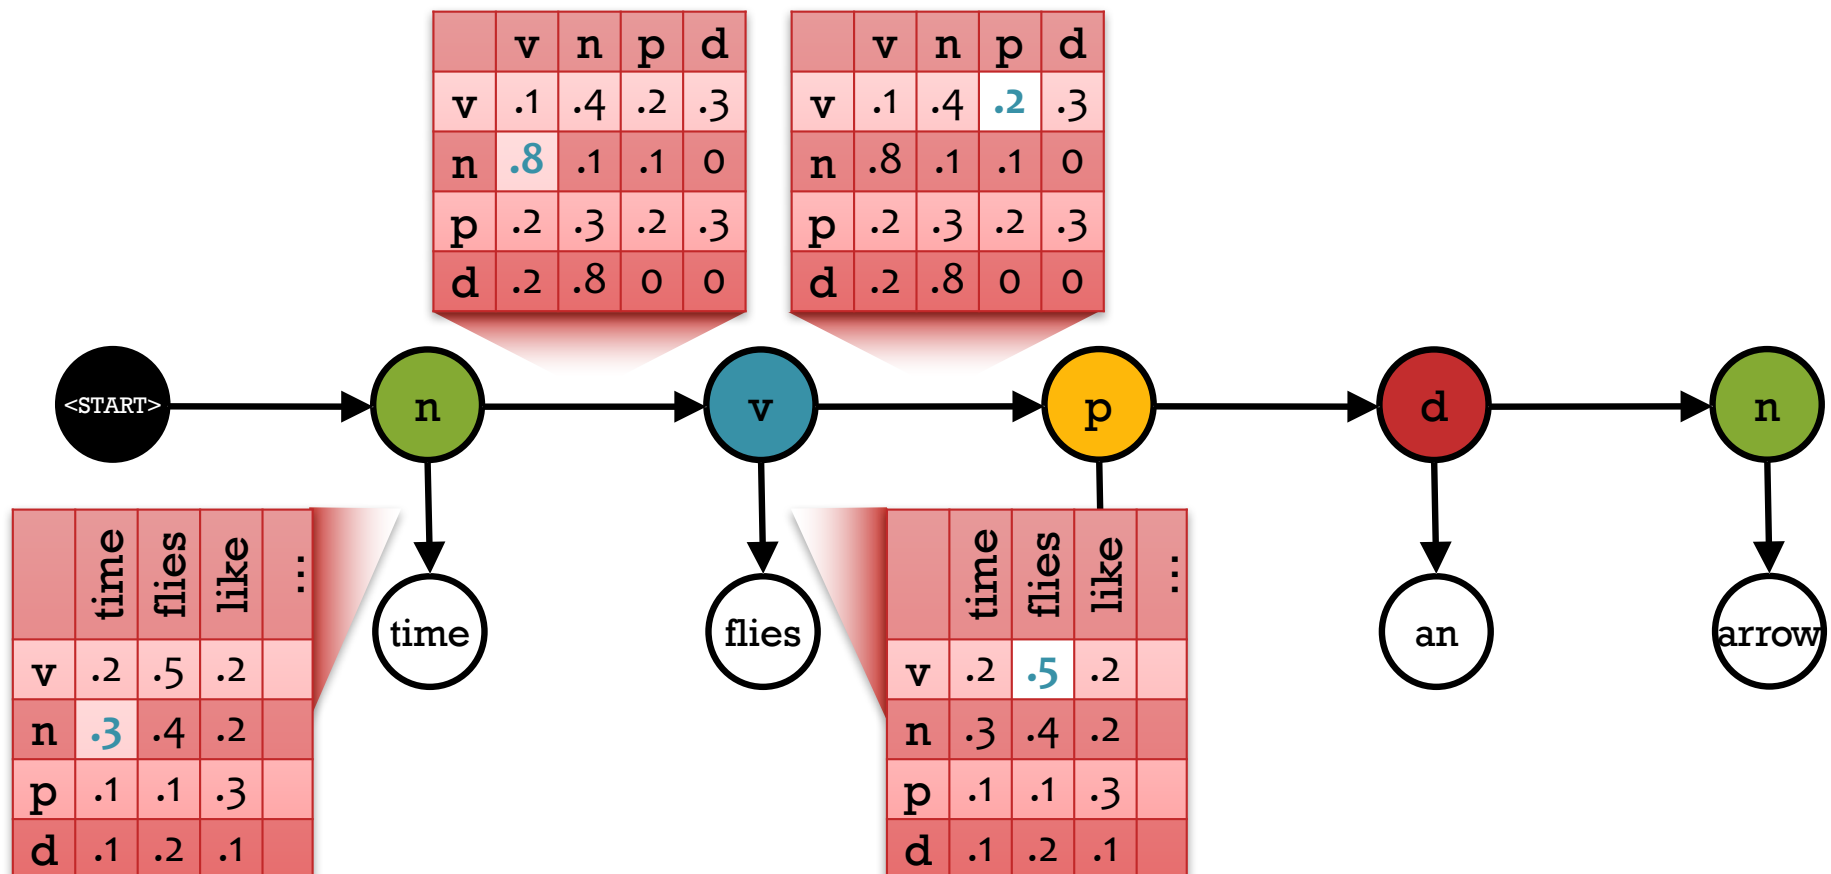 v n p d
v .1 .4 .2 .3
n .8 .1 .1 0
p .2 .3 .2 .3
d .2 .8 0 0
v n p d
v .1 .4 .2 .3
n .8 .1 .1 0
p .2 .3 .2 .3
d .2 .8 0 0
<START> n v p d n
time flies like ...
v .2 .5 .2
n .3 .4 .2
p .1 .1 .3
d .1 .2 .1
time
flies
time flies like ...
v .2 .5 .2
n .3 .4 .2
p .1 .1 .3
d .1 .2 .1
an
arrow